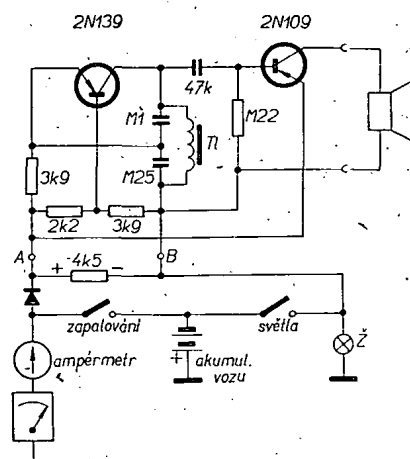 2N139 2N109
47k
M1
M22
Tl
M25
3k9
2k2 3k9
A B
+ 4k5 -
zapalování světla
Ž
ampérmetr akumul.
+ vozu
-